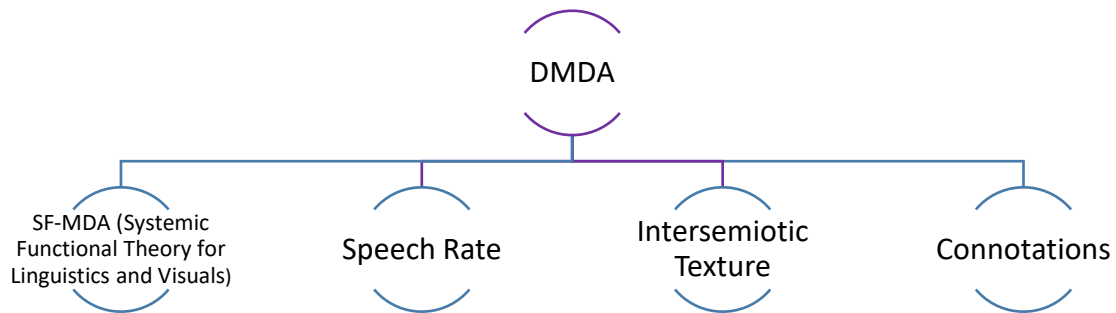 DMDA
SF-MDA (Systemic
Functional Theory for
Linguistics and Visuals)
Speech Rate
Intersemiotic
Texture
Connotations